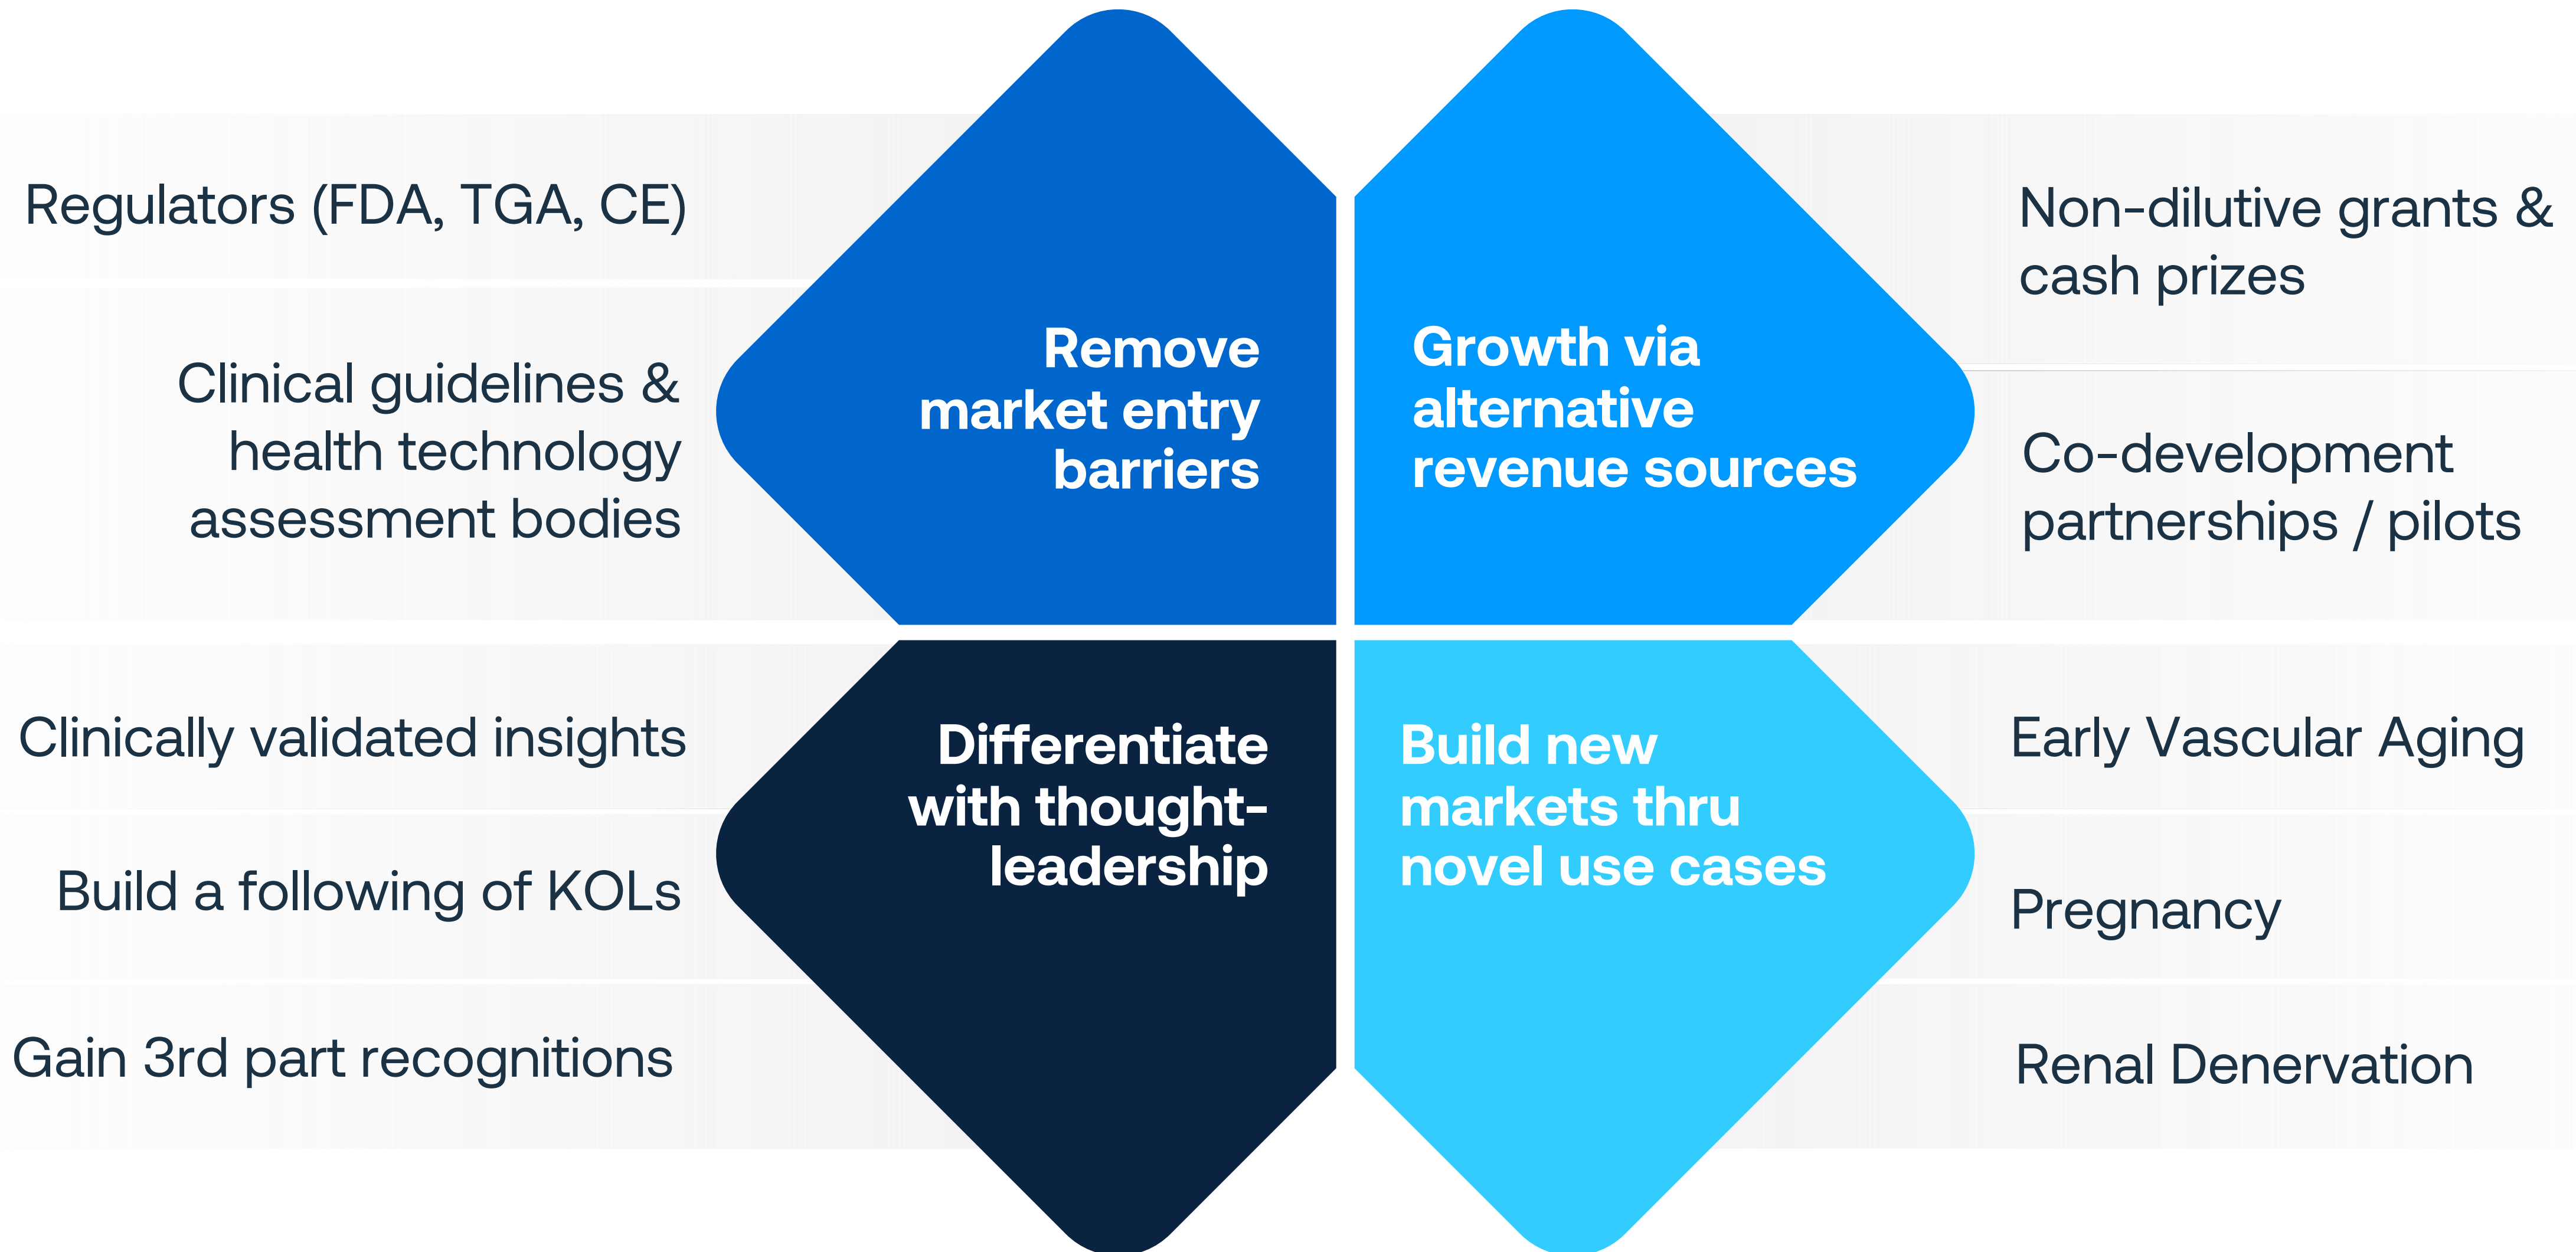 Regulators (FDA, TGA, CE)
Clinical guidelines &
health technology
assessment bodies
Remove
market entry
barriers
Growth via
alternative
revenue sources
Non-dilutive grants &
cash prizes
Co-development
partnerships / pilots
Clinically validated insights
Build a following of KOLs
Gain 3rd part recognitions
Differentiate
with thought-
leadership
Build new
markets thru
novel use cases
Early Vascular Aging
Pregnancy
Renal Denervation